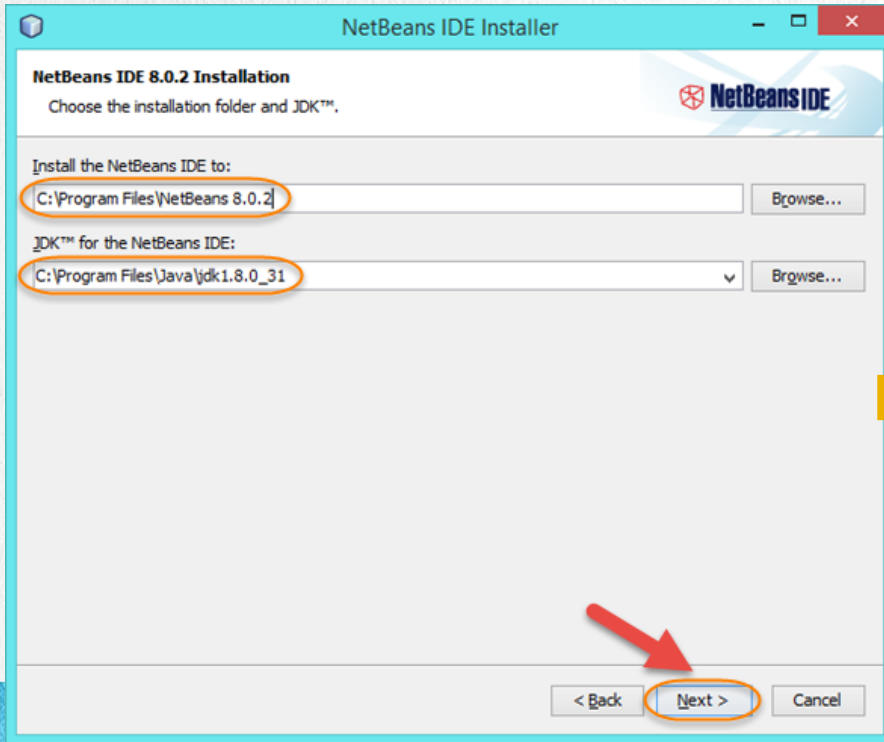 NetBeans IDE Installer
NetBeans IDE 8.0.2 Installation
Choose the installation folder and JDK™.
NetBeans IDE
Install the NetBeans IDE to:
C:\Program Files\NetBeans 8.0.2
Browse...
JDK™ for the NetBeans IDE:
C:\Program Files\Java\jdk1.8.0_31
Browse...
< Back
Next >
Cancel